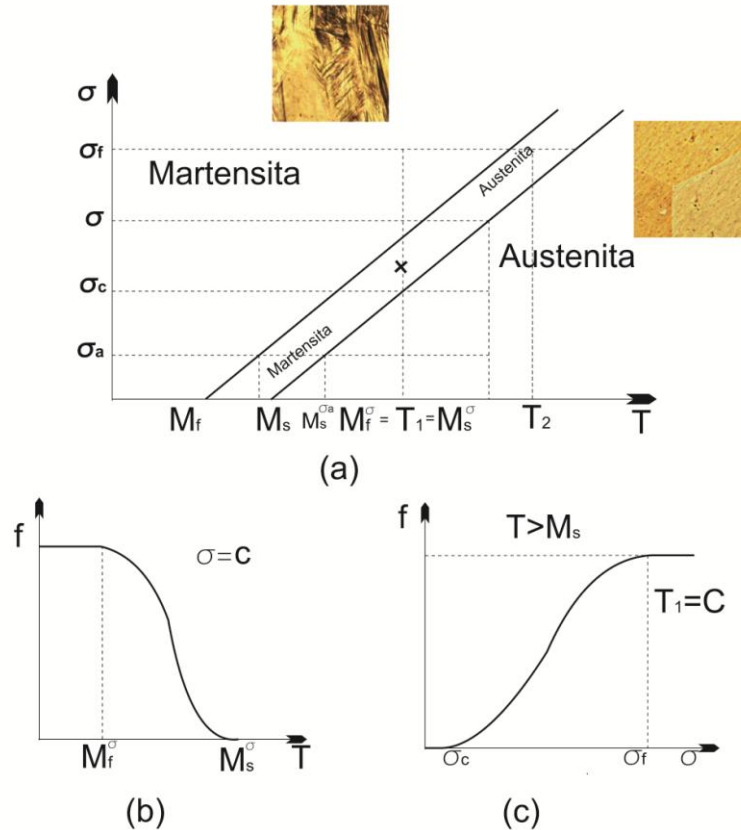 σ
σf
Martensita
Austenita
σ
Austenita
σc
σa
Martensita
Mf Ms Msσa Mfσ = T1 = Msσ T2 T
(a)
f
σ=c
Mfσ Msσ T
(b)
f
T>Ms
T1=C
σc σf σ
(c)